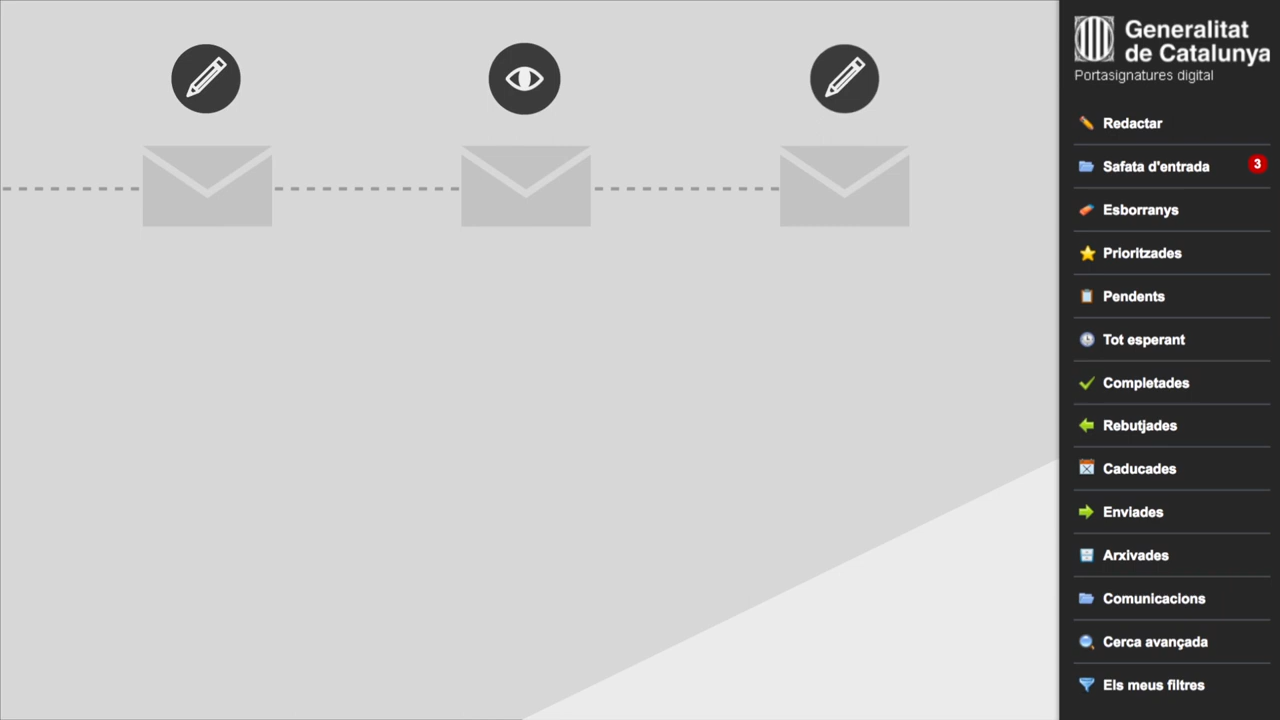 Generalitat
de Catalunya
Portasignatures digital
Redactar
Safata d'entrada 3
Esborranys
Prioritzades
Pendents
Tot esperant
Completades
Rebutjades
Caducades
Enviades
Arxivades
Comunicacions
Cerca avançada
Els meus filtres